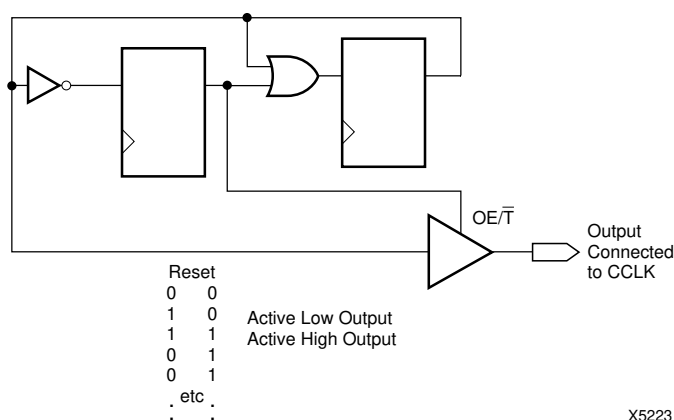 OE/T̅
Output
Connected
to CCLK
Reset
0 0
1 0
1 1
0 1
0 1
Active Low Output
Active High Output
. etc .
. .
X5223